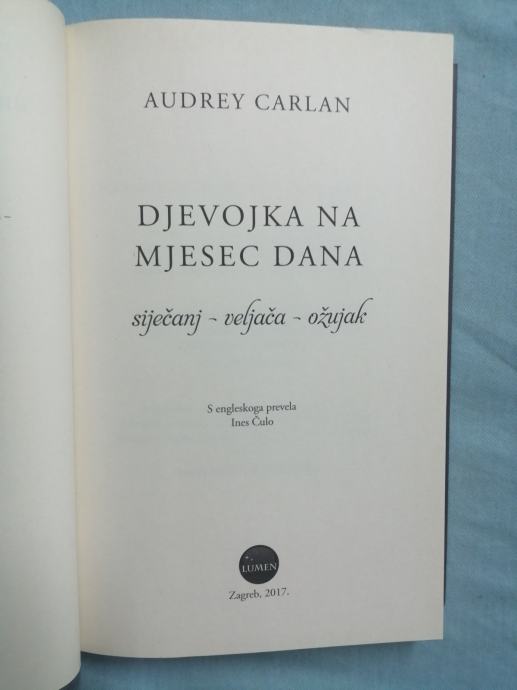 AUDREY CARLAN
DJEVOJKA NA
MJESEC DANA
siječanj - veljača - ožujak
S engleskoga prevela
Ines Čulo
LUMEN
Zagreb, 2017.